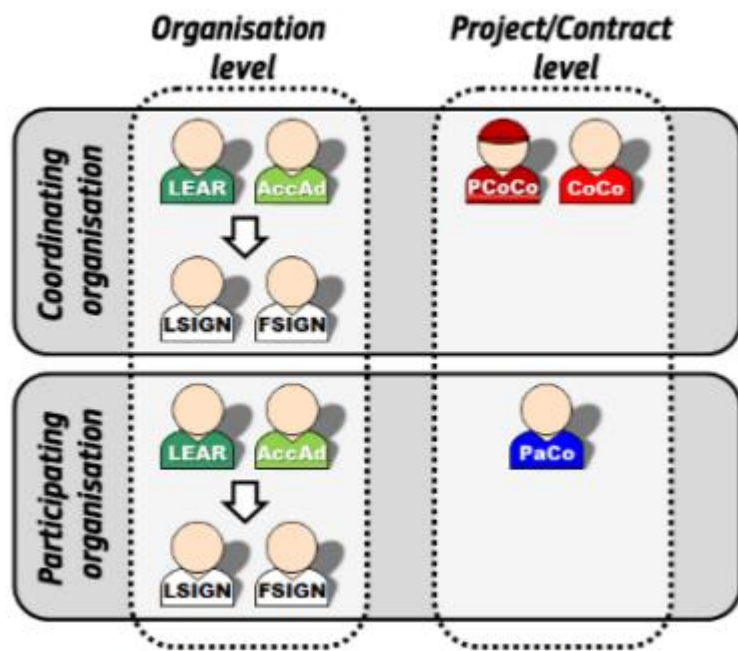 Organisation
level
Project/Contract
level
Coordinating
organisation
LEAR AccAd
PCoCo CoCo
LSIGN FSIGN
Participating
organisation
LEAR AccAd
PaCo
LSIGN FSIGN